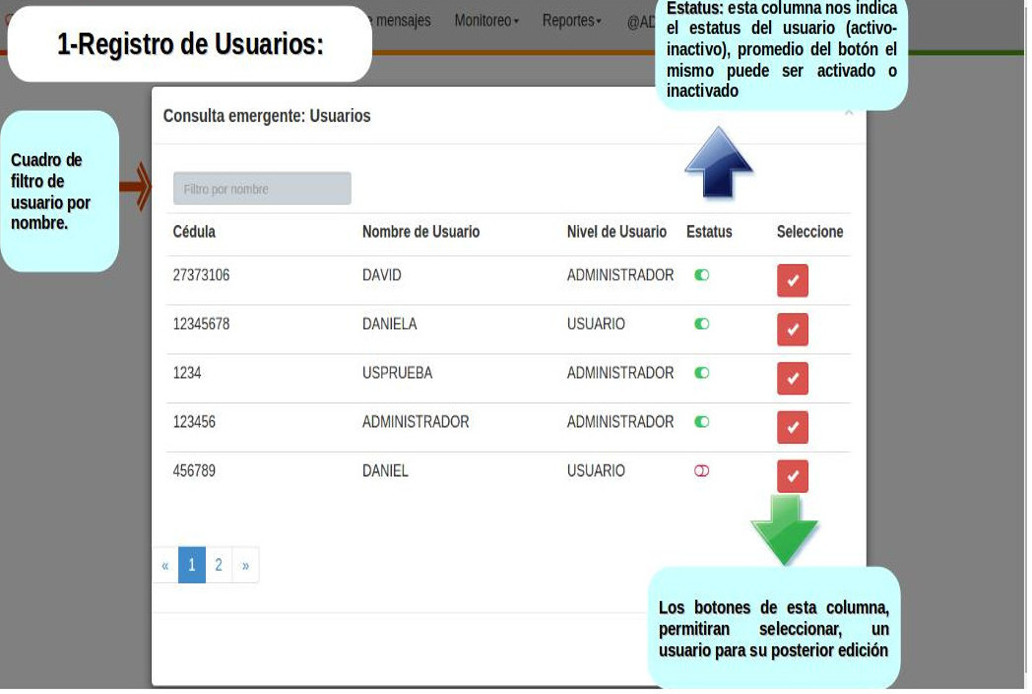 1-Registro de Usuarios:
mensajes Monitoreo Reportes
Estatus: esta columna nos indica
el estatus del usuario (activo-
inactivo), promedio del botón el
mismo puede ser activado o
inactivado
Consulta emergente: Usuarios
×
Cuadro de
filtro de
usuario por
nombre.
Filtro por nombre
Cédula Nombre de Usuario Nivel de Usuario Estatus Seleccione
27373106 DAVID ADMINISTRADOR
12345678 DANIELA USUARIO
1234 USPRUEBA ADMINISTRADOR
123456 ADMINISTRADOR ADMINISTRADOR
456789 DANIEL USUARIO
« 1 2 »
Los botones de esta columna,
permitiran seleccionar, un
usuario para su posterior edición